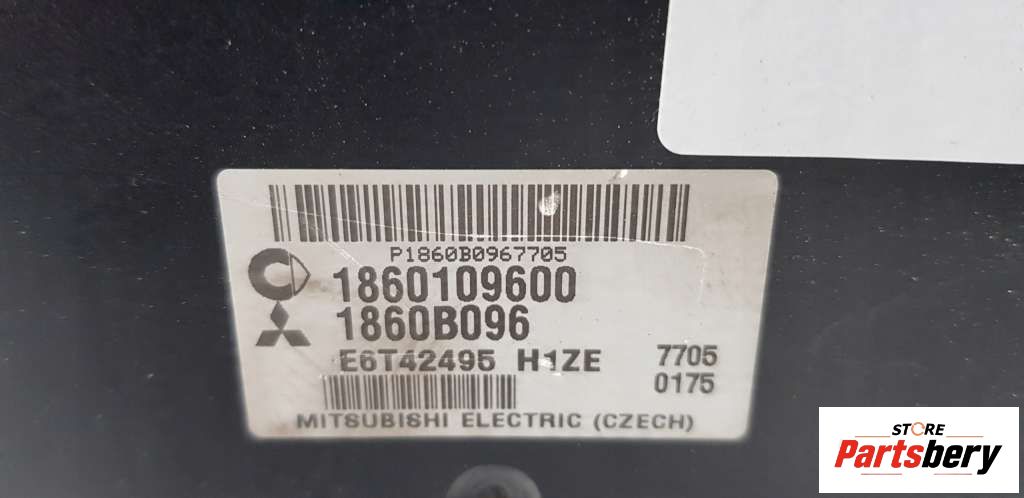 P1860B0967705
1860109600
1860B096
E6T42495 H1ZE 7705
0175
MITSUBISHI ELECTRIC (CZECH)
STORE
Partsbery